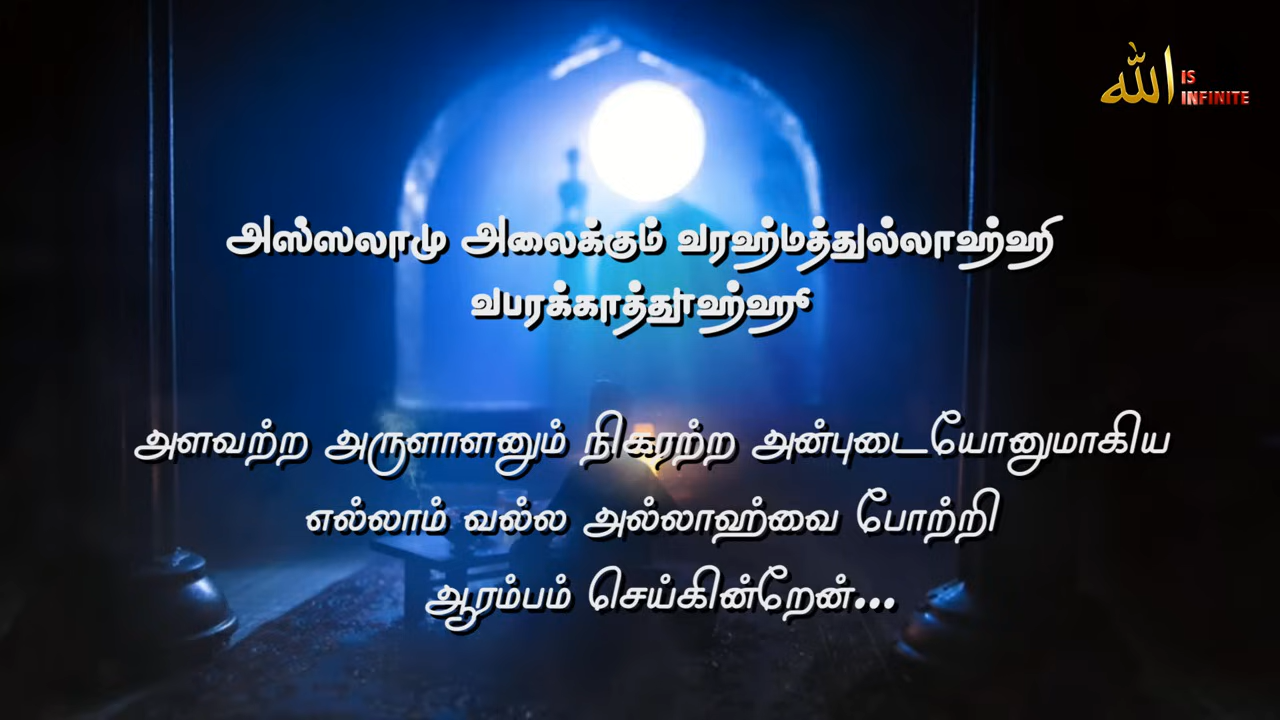 الله IS
INFINITE
அஸ்ஸலாமு அலைக்கும் வரஹ்மத்துல்லாஹ்ஹி
வபரக்காத்துஹ்ஹூ
அளவற்ற அருளாளனும் நிகரற்ற அன்புடையோனுமாகிய
எல்லாம் வல்ல அல்லாஹ்வை போற்றி
ஆரம்பம் செய்கின்றேன்...